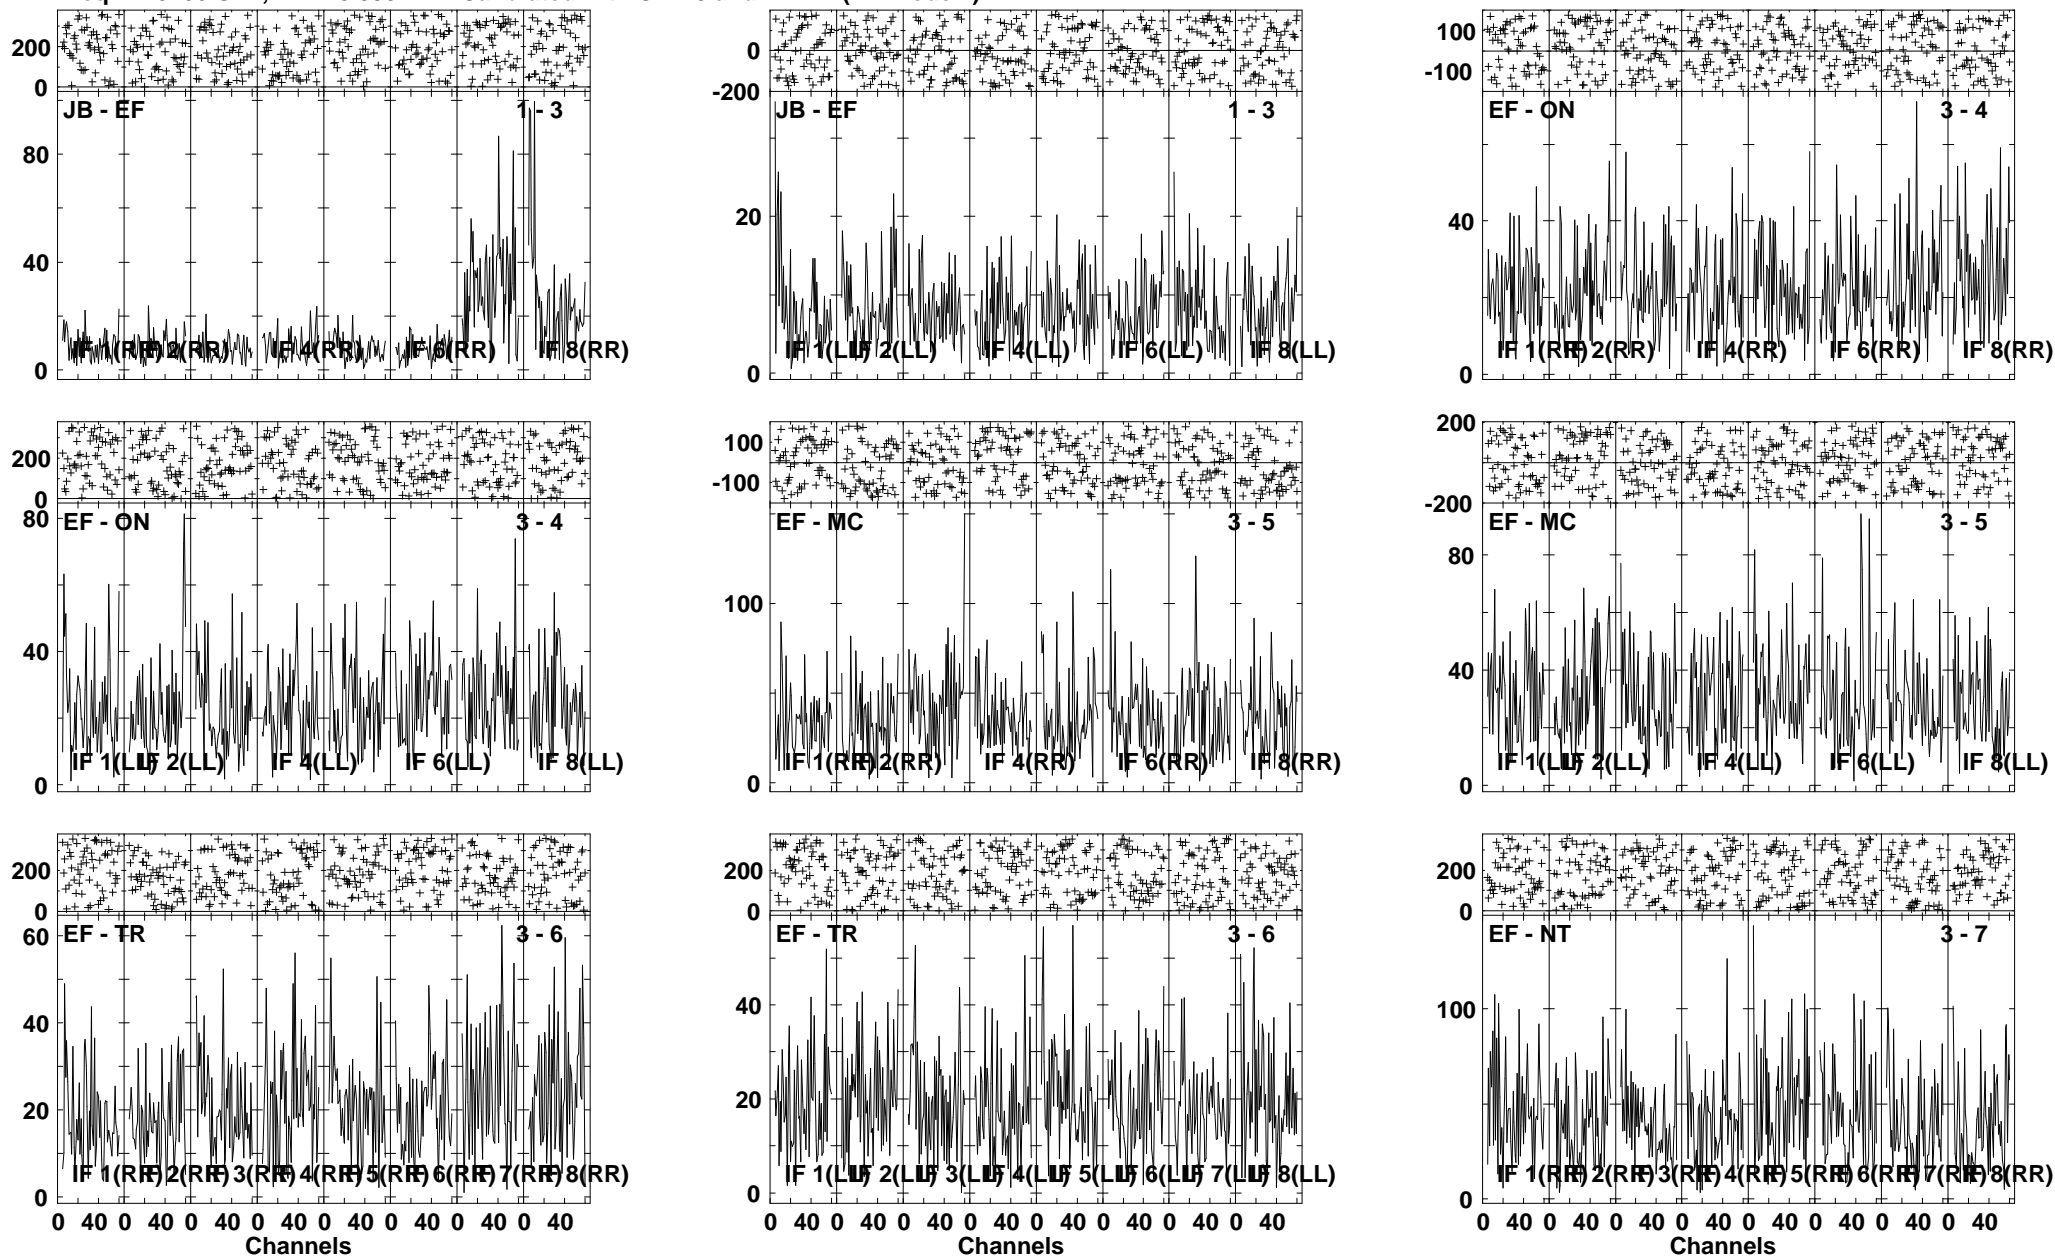 200
0
JB - EF 1 - 3
80
40
0
IF 1(RR) IF 2(RR) IF 4(RR) IF 6(RR) IF 8(RR)
0
-200
JB - EF 1 - 3
20
0
IF 1(LL) IF 2(LL) IF 4(LL) IF 6(LL) IF 8(LL)
100
-100
EF - ON 3 - 4
40
0
IF 1(RR) IF 2(RR) IF 4(RR) IF 6(RR) IF 8(RR)
200
0
EF - ON 3 - 4
80
40
0
IF 1(LL) IF 2(LL) IF 4(LL) IF 6(LL) IF 8(LL)
100
-100
EF - MC 3 - 5
100
0
IF 1(RR) IF 2(RR) IF 4(RR) IF 6(RR) IF 8(RR)
200
-200
EF - MC 3 - 5
80
40
0
IF 1(LL) IF 2(LL) IF 4(LL) IF 6(LL) IF 8(LL)
200
0
EF - TR 3 - 6
60
40
20
0
IF 1(RR) IF 2(RR) IF 3(RR) IF 4(RR) IF 5(RR) IF 6(RR) IF 7(RR) IF 8(RR)
0 40 0 40 0 40 0 40 0 40 0 40 0 40 0 40
Channels
200
0
EF - TR 3 - 6
40
20
0
IF 1(LL) IF 2(LL) IF 3(LL) IF 4(LL) IF 5(LL) IF 6(LL) IF 7(LL) IF 8(LL)
0 40 0 40 0 40 0 40 0 40 0 40 0 40 0 40
Channels
200
0
EF - NT 3 - 7
100
0
IF 1(RR) IF 2(RR) IF 3(RR) IF 4(RR) IF 5(RR) IF 6(RR) IF 7(RR) IF 8(RR)
0 40 0 40 0 40 0 40 0 40 0 40 0 40 0 40
Channels